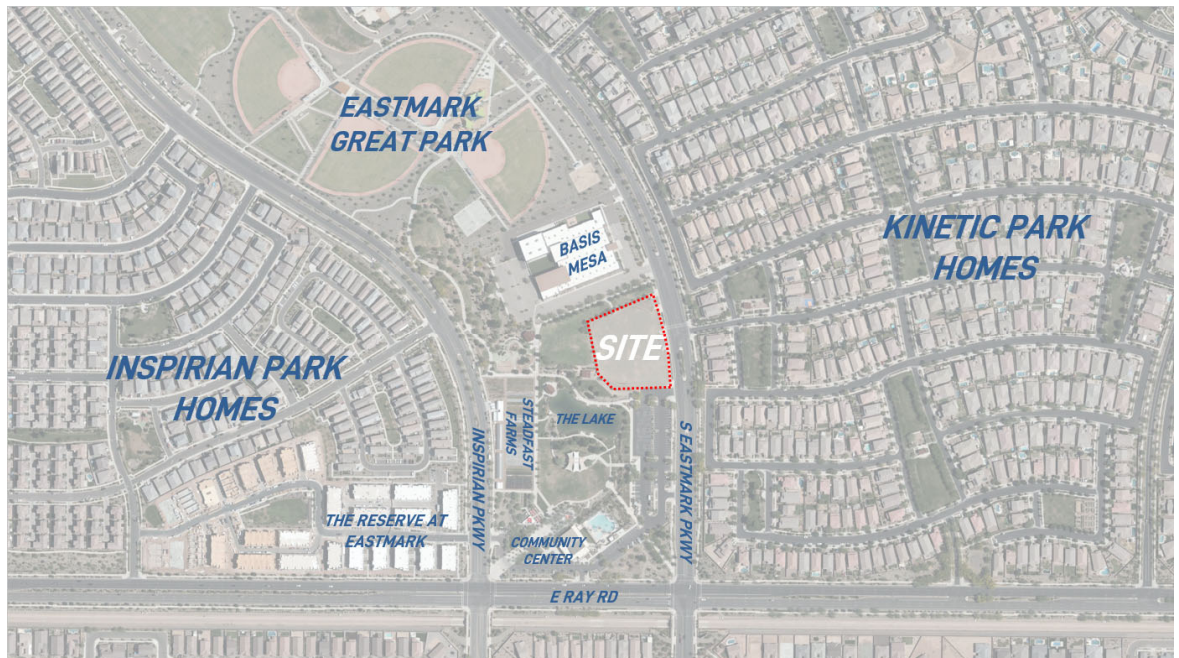 EASTMARK
GREAT PARK
BASIS
MESA
KINETIC PARK
HOMES
SITE
INSPIRIAN PARK
HOMES
STEADFAST
FARMS
THE LAKE
INSPIRIAN PKWY
S EASTMARK PKWY
THE RESERVE AT
EASTMARK
COMMUNITY
CENTER
E RAY RD